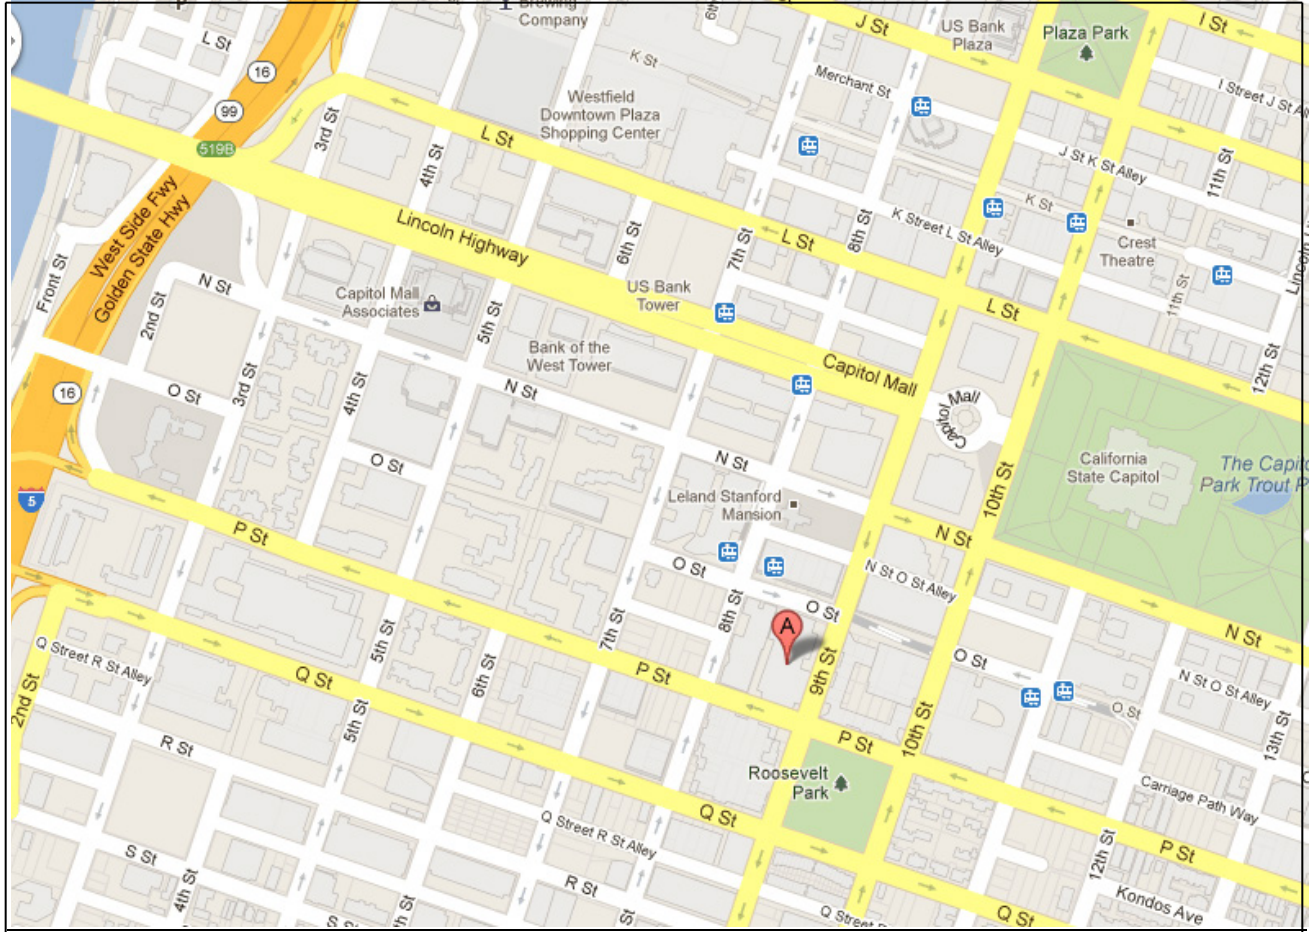 Brewing
Company
6th
J St
US Bank
Plaza
Plaza Park
I St
L St
16
K St
Merchant St
I Street J St Al
99
Westfield
Downtown Plaza
Shopping Center
3rd St
519B
L St
4th St
J St K St Alley
11th St
West Side Fwy
Golden State Hwy
Lincoln Highway
6th St
7th St
L St
8th St
K Street L St Alley
K St
Crest
Theatre
Front St
N St
2nd St
Capitol Mall
Associates
5th St
US Bank
Tower
L St
11th St
Lincoln
Bank of the
West Tower
Capitol Mall
12th St
16
O St
3rd St
4th St
N St
Capitol Mall
O St
N St
10th St
California
State Capitol
The Capito
Park Trout P
5
Leland Stanford
Mansion
P St
N St
O St
N St O St Alley
8th St
O St
A
7th St
N St
5th St
Q Street R St Alley
6th St
P St
9th St
O St
N St O St Alley
2nd St
Q St
O St
5th St
10th St
P St
13th St
R St
Roosevelt
Park
Carriage Path Way
Q St
Q Street R St Alley
P St
12th St
S St
4th St
R St
Kondos Ave
S S
th St
St
Q Street R
Q St